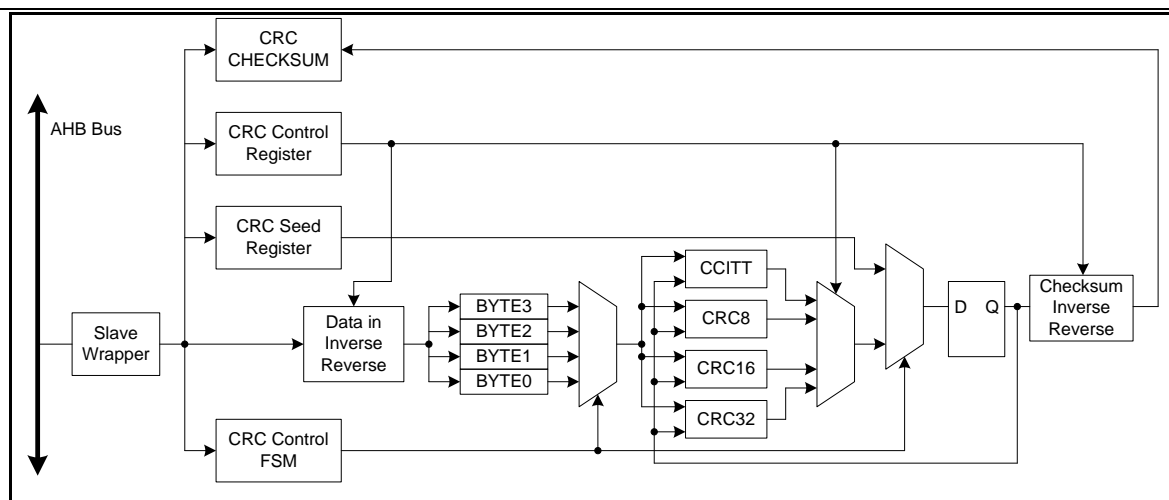 CRC
CHECKSUM
AHB Bus
CRC Control
Register
CRC Seed
Register
Slave
Wrapper
Data in
Inverse
Reverse
BYTE3
BYTE2
BYTE1
BYTE0
CCITT
CRC8
CRC16
CRC32
D Q
Checksum
Inverse
Reverse
CRC Control
FSM